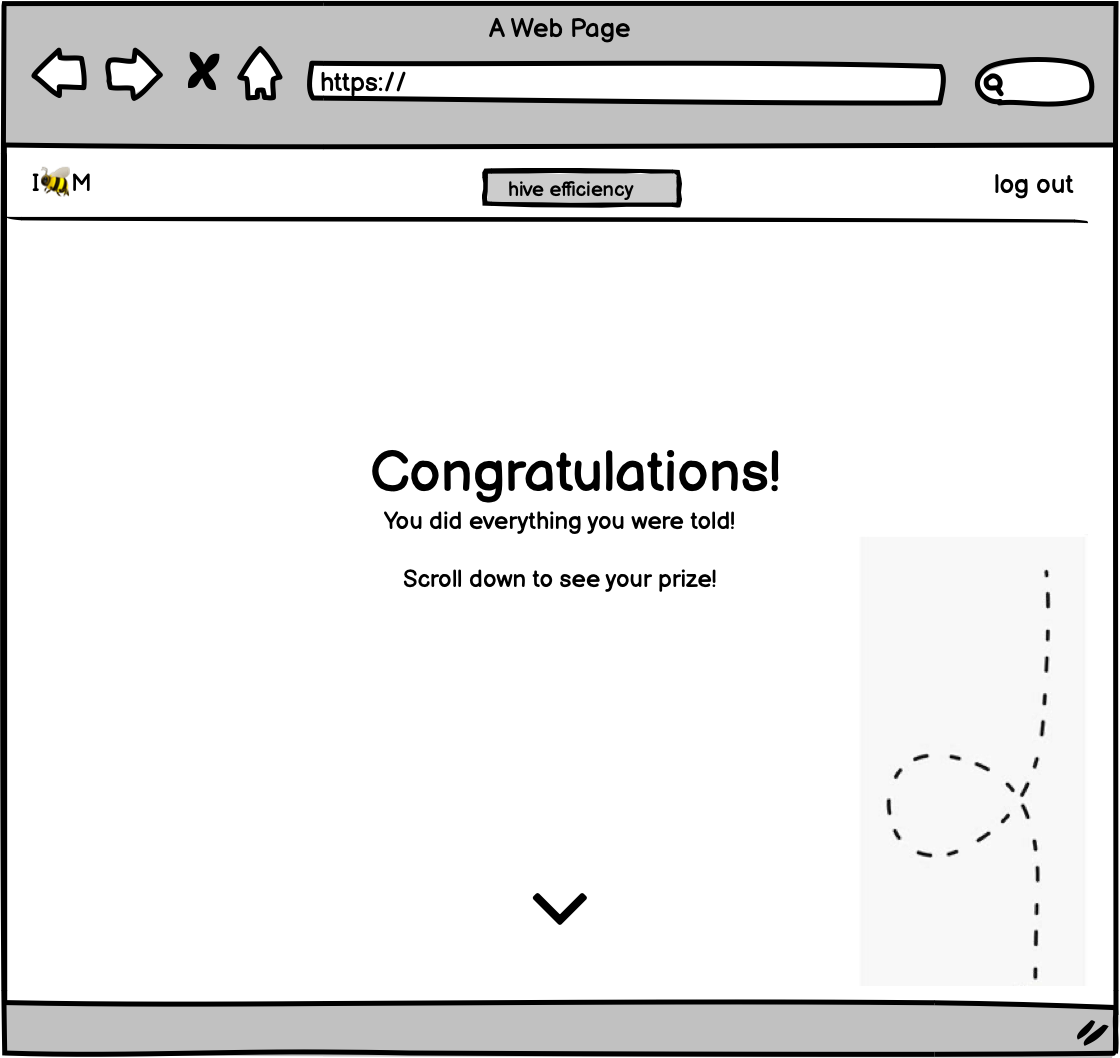 A Web Page
https://
I🐝M
hive efficiency
log out
Congratulations!
You did everything you were told!
Scroll down to see your prize!